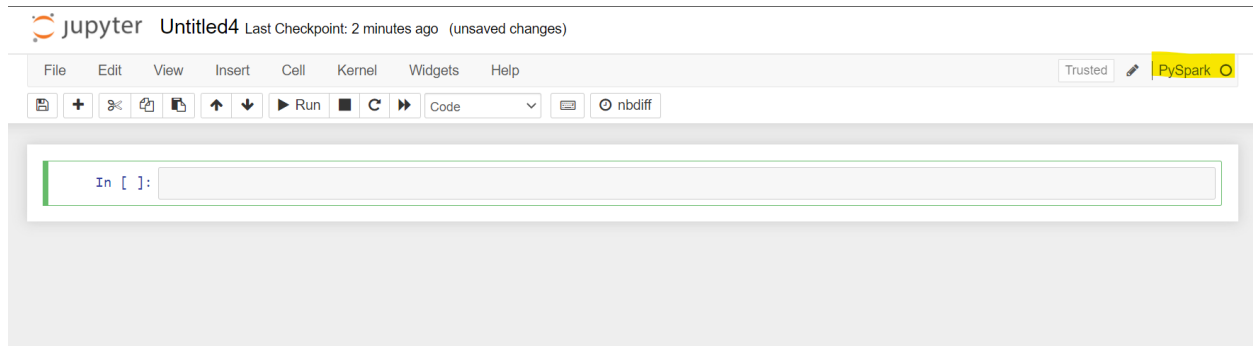 jupyter Untitled4 Last Checkpoint: 2 minutes ago (unsaved changes)
File Edit View Insert Cell Kernel Widgets Help Trusted PySpark
Run Code nbdiff
In [ ]: